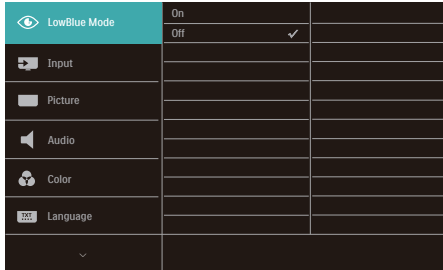 LowBlue Mode
On
Off
Input
Picture
Audio
Color
TXT
Language